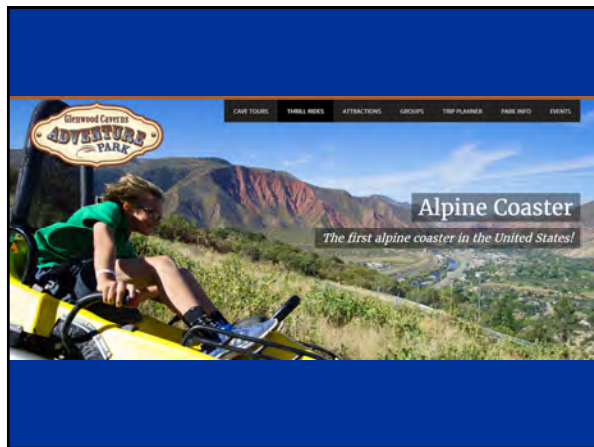 Glenwood Caverns
ADVENTURE
PARK
CAVE TOURS THRILL RIDES ATTRACTIONS GROUPS TRIP PLANNER PARK INFO EVENTS
Alpine Coaster
The first alpine coaster in the United States!